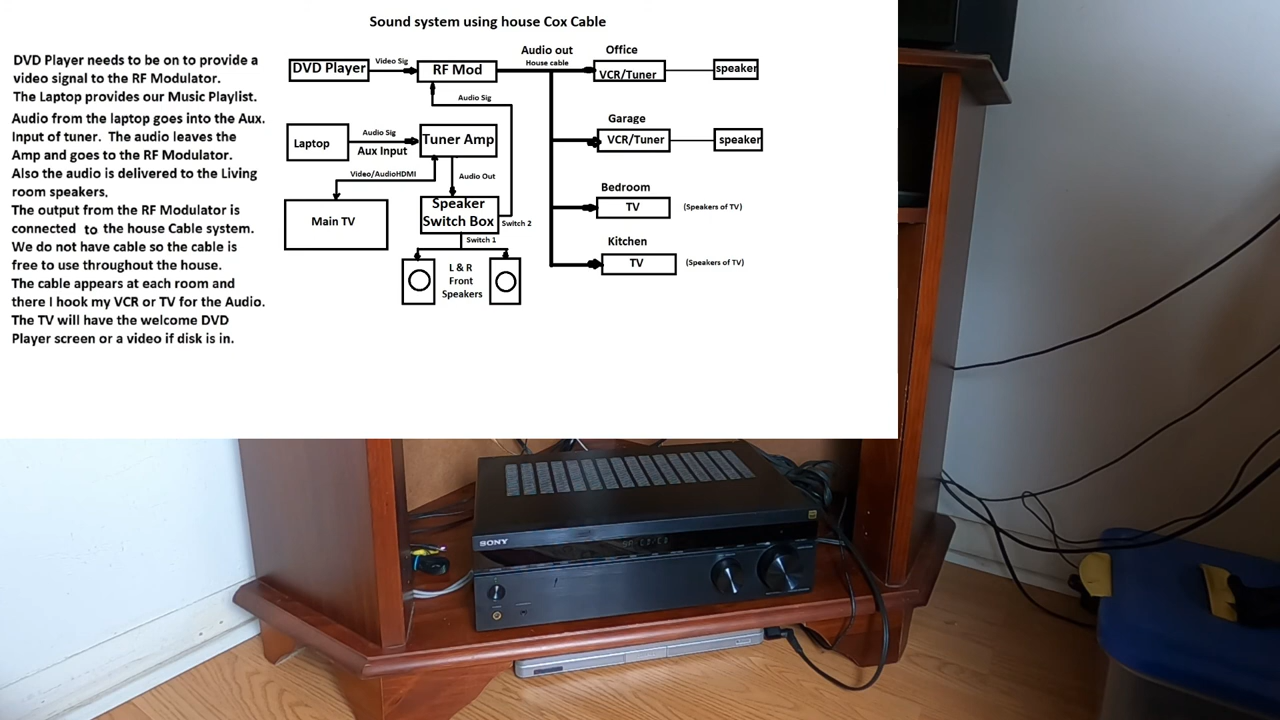 Sound system using house Cox Cable
DVD Player needs to be on to provide a
video signal to the RF Modulator.
The Laptop provides our Music Playlist.
Audio from the laptop goes into the Aux.
Input of tuner. The audio leaves the
Amp and goes to the RF Modulator.
Also the audio is delivered to the Living
room speakers.
The output from the RF Modulator is
connected to the house Cable system.
We do not have cable so the cable is
free to use throughout the house.
The cable appears at each room and
there I hook my VCR or TV for the Audio.
The TV will have the welcome DVD
Player screen or a video if disk is in.
DVD Player
Video Sig
RF Mod
Audio out
House cable
Office
VCR/Tuner
speaker
Audio Sig
Laptop
Audio Sig
Aux Input
Tuner Amp
Garage
VCR/Tuner
speaker
Video/AudioHDMI
Audio Out
Main TV
Speaker
Switch Box
Switch 2
Switch 1
Bedroom
TV
(Speakers of TV)
Kitchen
TV
(Speakers of TV)
L & R
Front
Speakers
SONY